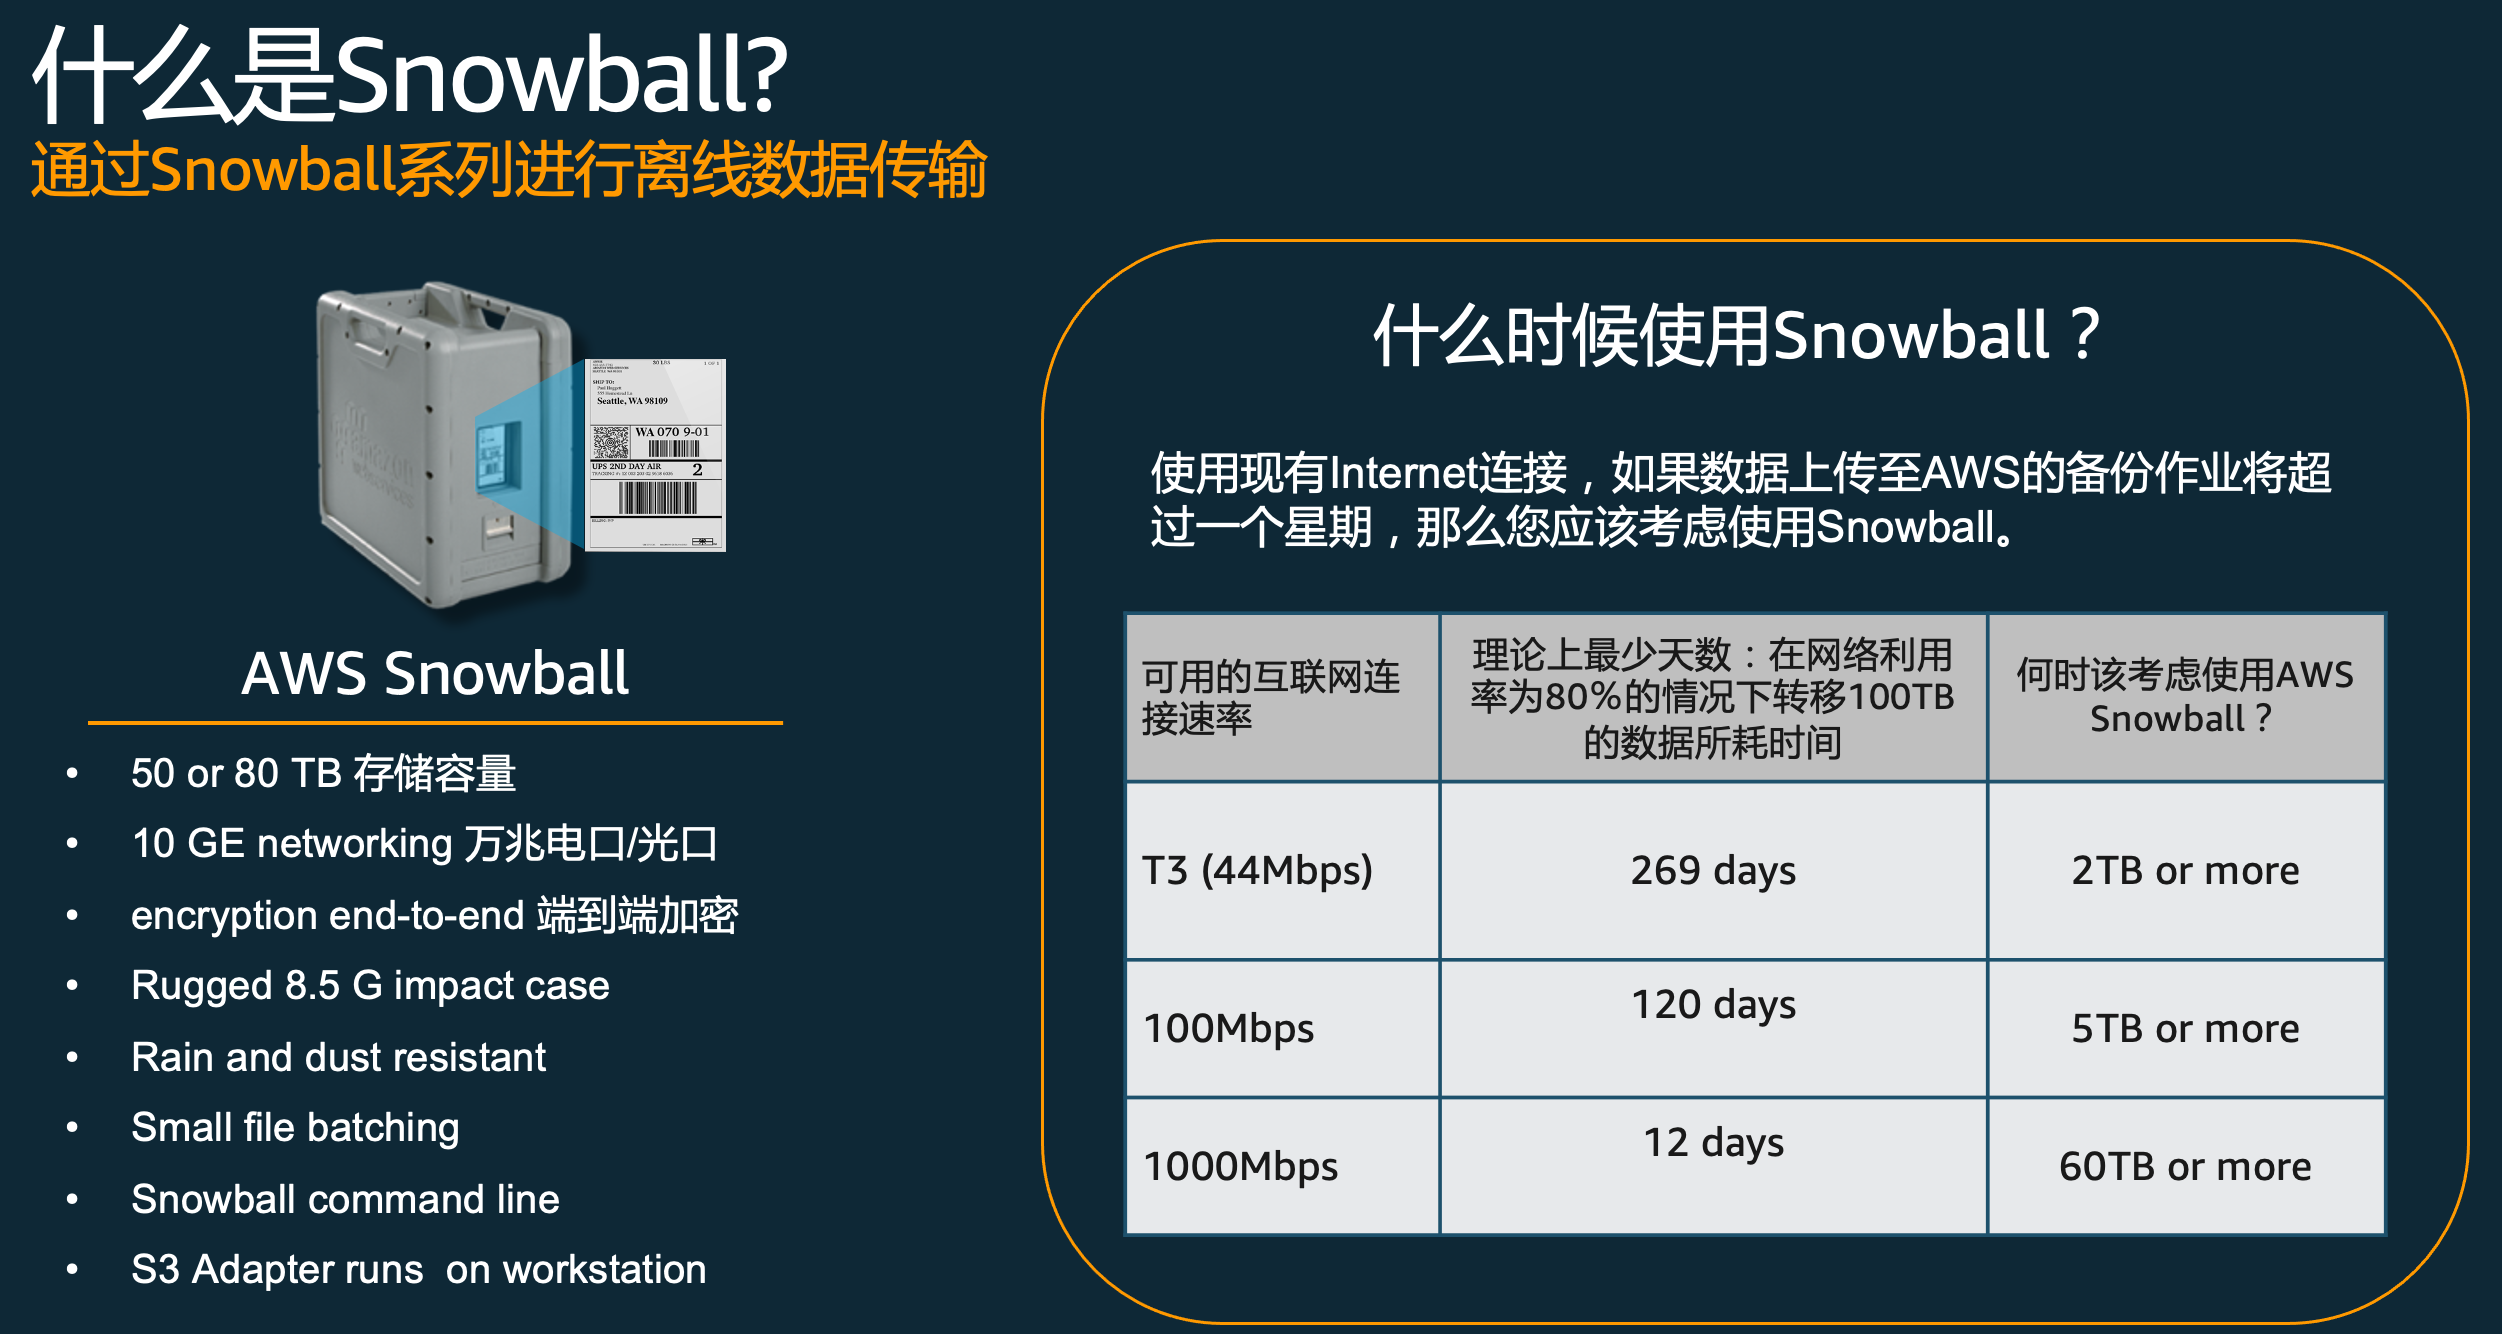 什么是Snowball?
通过Snowball系列进行离线数据传输
50 LBS
1 OF 1
SHIP TO:
Seattle, WA 98109
WA 070 9-01
UPS 2ND DAY AIR
2
AWS Snowball
• 50 or 80 TB 存储容量
• 10 GE networking 万兆电口/光口
• encryption end-to-end 端到端加密
• Rugged 8.5 G impact case
• Rain and dust resistant
• Small file batching
• Snowball command line
• S3 Adapter runs  on workstation
什么时候使用Snowball？
使用现有Internet连接，如果数据上传至AWS的备份作业将超
过一个星期，那么您应该考虑使用Snowball。
可用的互联网连
接速率
理论上最少天数：在网络利用
率为80%的情况下转移100TB
的数据所耗时间
何时该考虑使用AWS
Snowball？
T3 (44Mbps)
269 days
2TB or more
100Mbps
120 days
5TB or more
1000Mbps
12 days
60TB or more